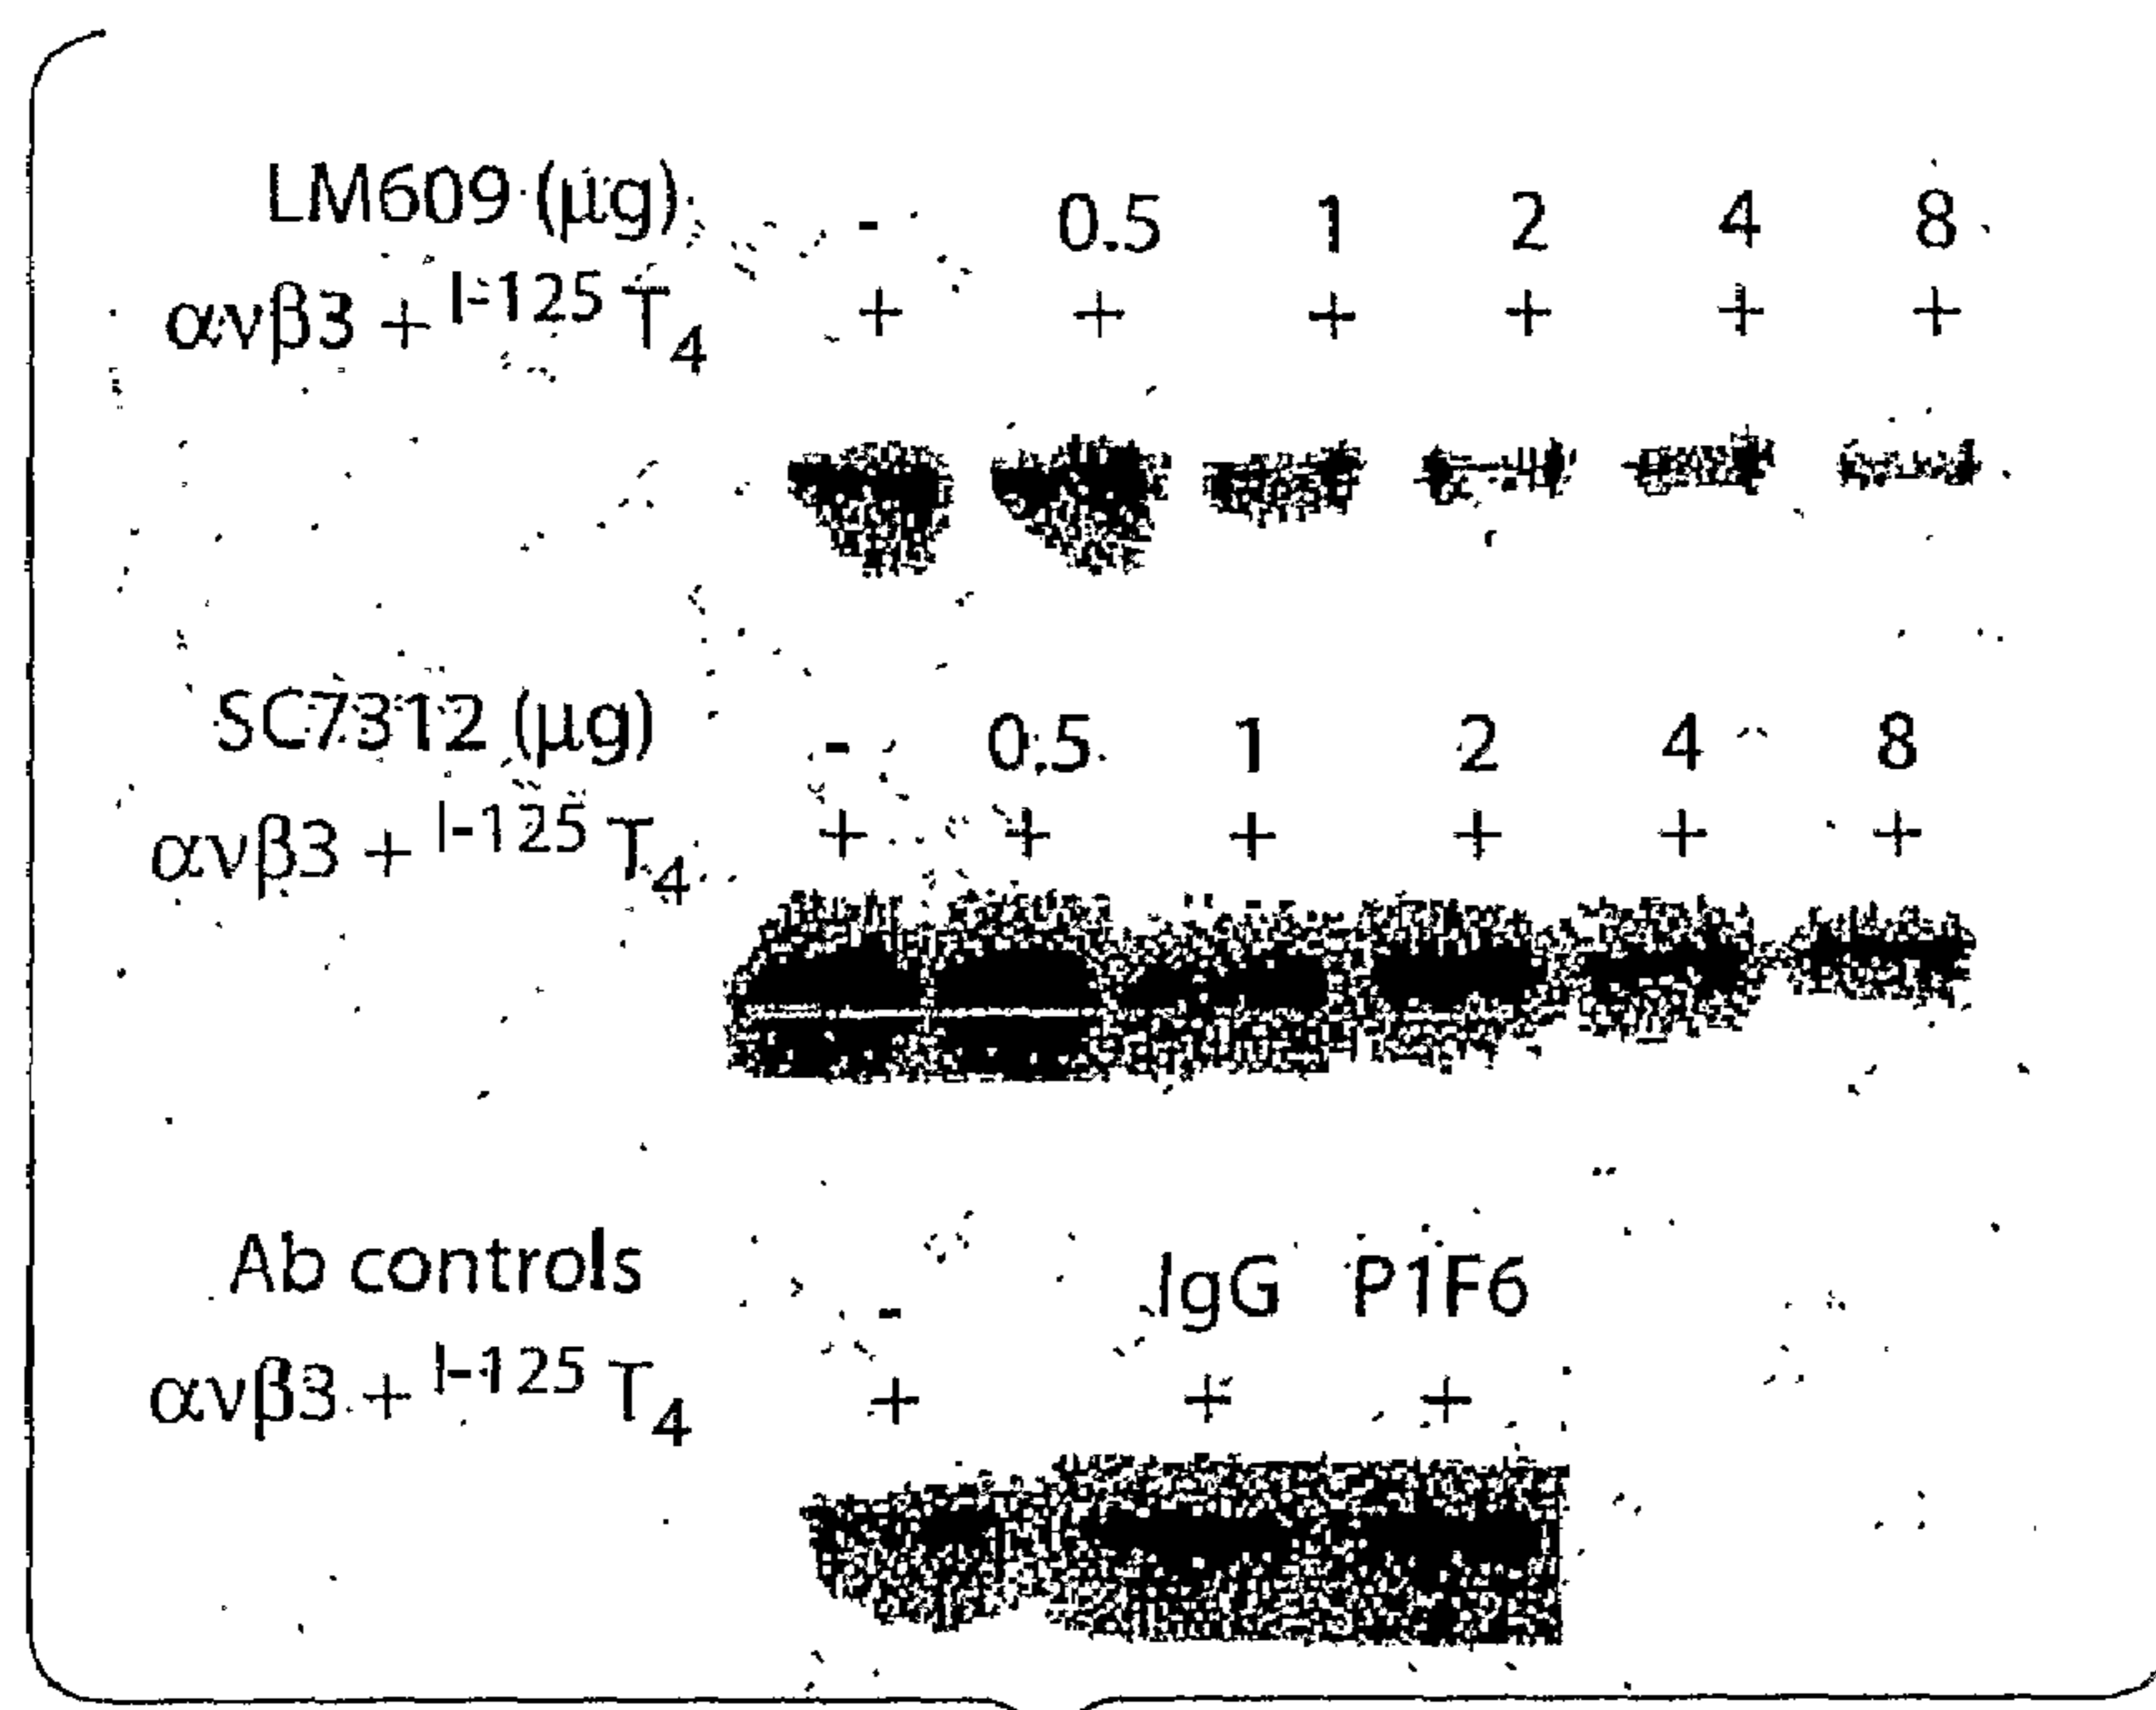 LM609 (μg) - 0.5 1 2 4 8
αvβ3 + I-125 T4 + + + + + +
SC7312 (μg) - 0.5 1 2 4 8
αvβ3 + I-125 T4 + + + + + +
Ab controls - IgG P1F6
αvβ3 + I-125 T4 + + +